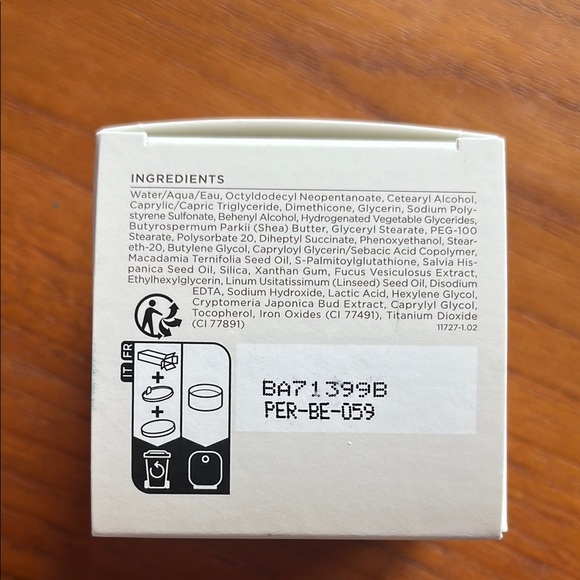 INGREDIENTS
Water/Aqua/Eau, Octyldodecyl Neopentanoate, Cetearyl Alcohol,
Caprylic/Capric Triglyceride, Dimethicone, Glycerin, Sodium Poly-
styrene Sulfonate, Behenyl Alcohol, Hydrogenated Vegetable Glycerides,
Butyrospermum Parkii (Shea) Butter, Glyceryl Stearate, PEG-100
Stearate, Polysorbate 20, Diheptyl Succinate, Phenoxyethanol, Stear-
eth-20, Butylene Glycol, Capryloyl Glycerin/Sebacic Acid Copolymer,
Macadamia Ternifolia Seed Oil, S-Palmitoylglutathione, Salvia His-
panica Seed Oil, Silica, Xanthan Gum, Fucus Vesiculosus Extract,
Ethylhexylglycerin, Linum Usitatissimum (Linseed) Seed Oil, Disodium
EDTA, Sodium Hydroxide, Lactic Acid, Hexylene Glycol,
Cryptomeria Japonica Bud Extract, Caprylyl Glycol,
Tocopherol, Iron Oxides (CI 77491), Titanium Dioxide
(CI 77891)
11727-1.02
IT FR
BA71399B
PER-BE-059